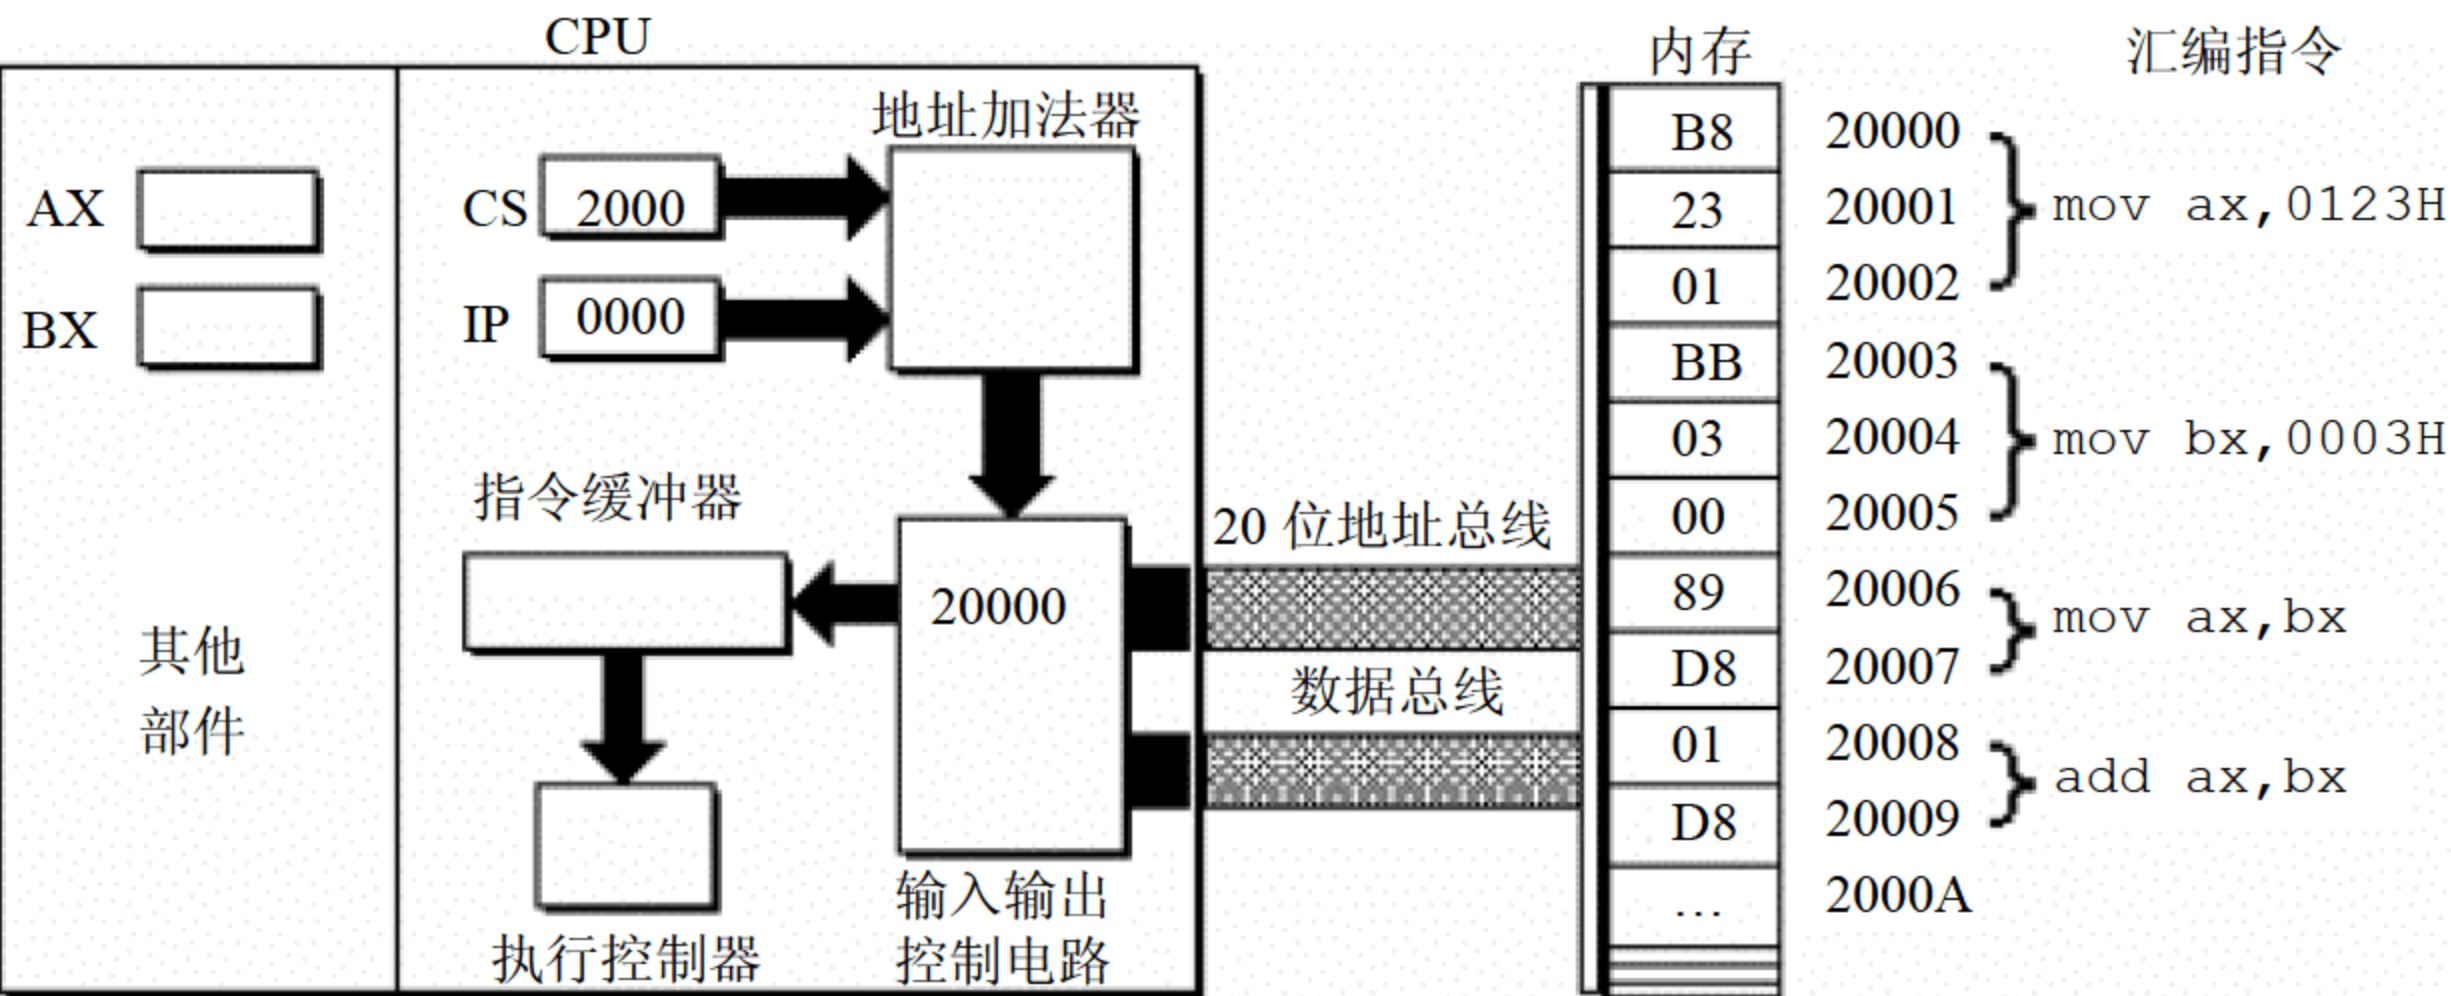 CPU
内存
汇编指令
地址加法器
AX
BX
CS
2000
IP
0000
指令缓冲器
20000
20 位地址总线
数据总线
其他
部件
执行控制器
输入输出
控制电路
B8 20000
23 20001 mov ax,0123H
01 20002
BB 20003
03 20004 mov bx,0003H
00 20005
89 20006
mov ax,bx
D8 20007
01 20008
add ax,bx
D8 20009
… 2000A